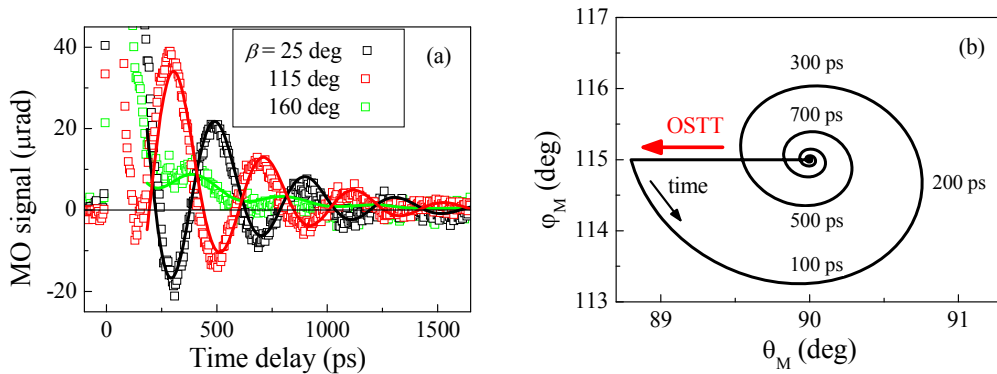 (a)
β = 25 deg
115 deg
160 deg
MO signal (μrad)
40
20
0
-20
0
500
1000
1500
Time delay (ps)
(b)
φM (deg)
117
116
115
114
113
300 ps
700 ps
OSTT
time
200 ps
500 ps
100 ps
89
90
91
θM (deg)